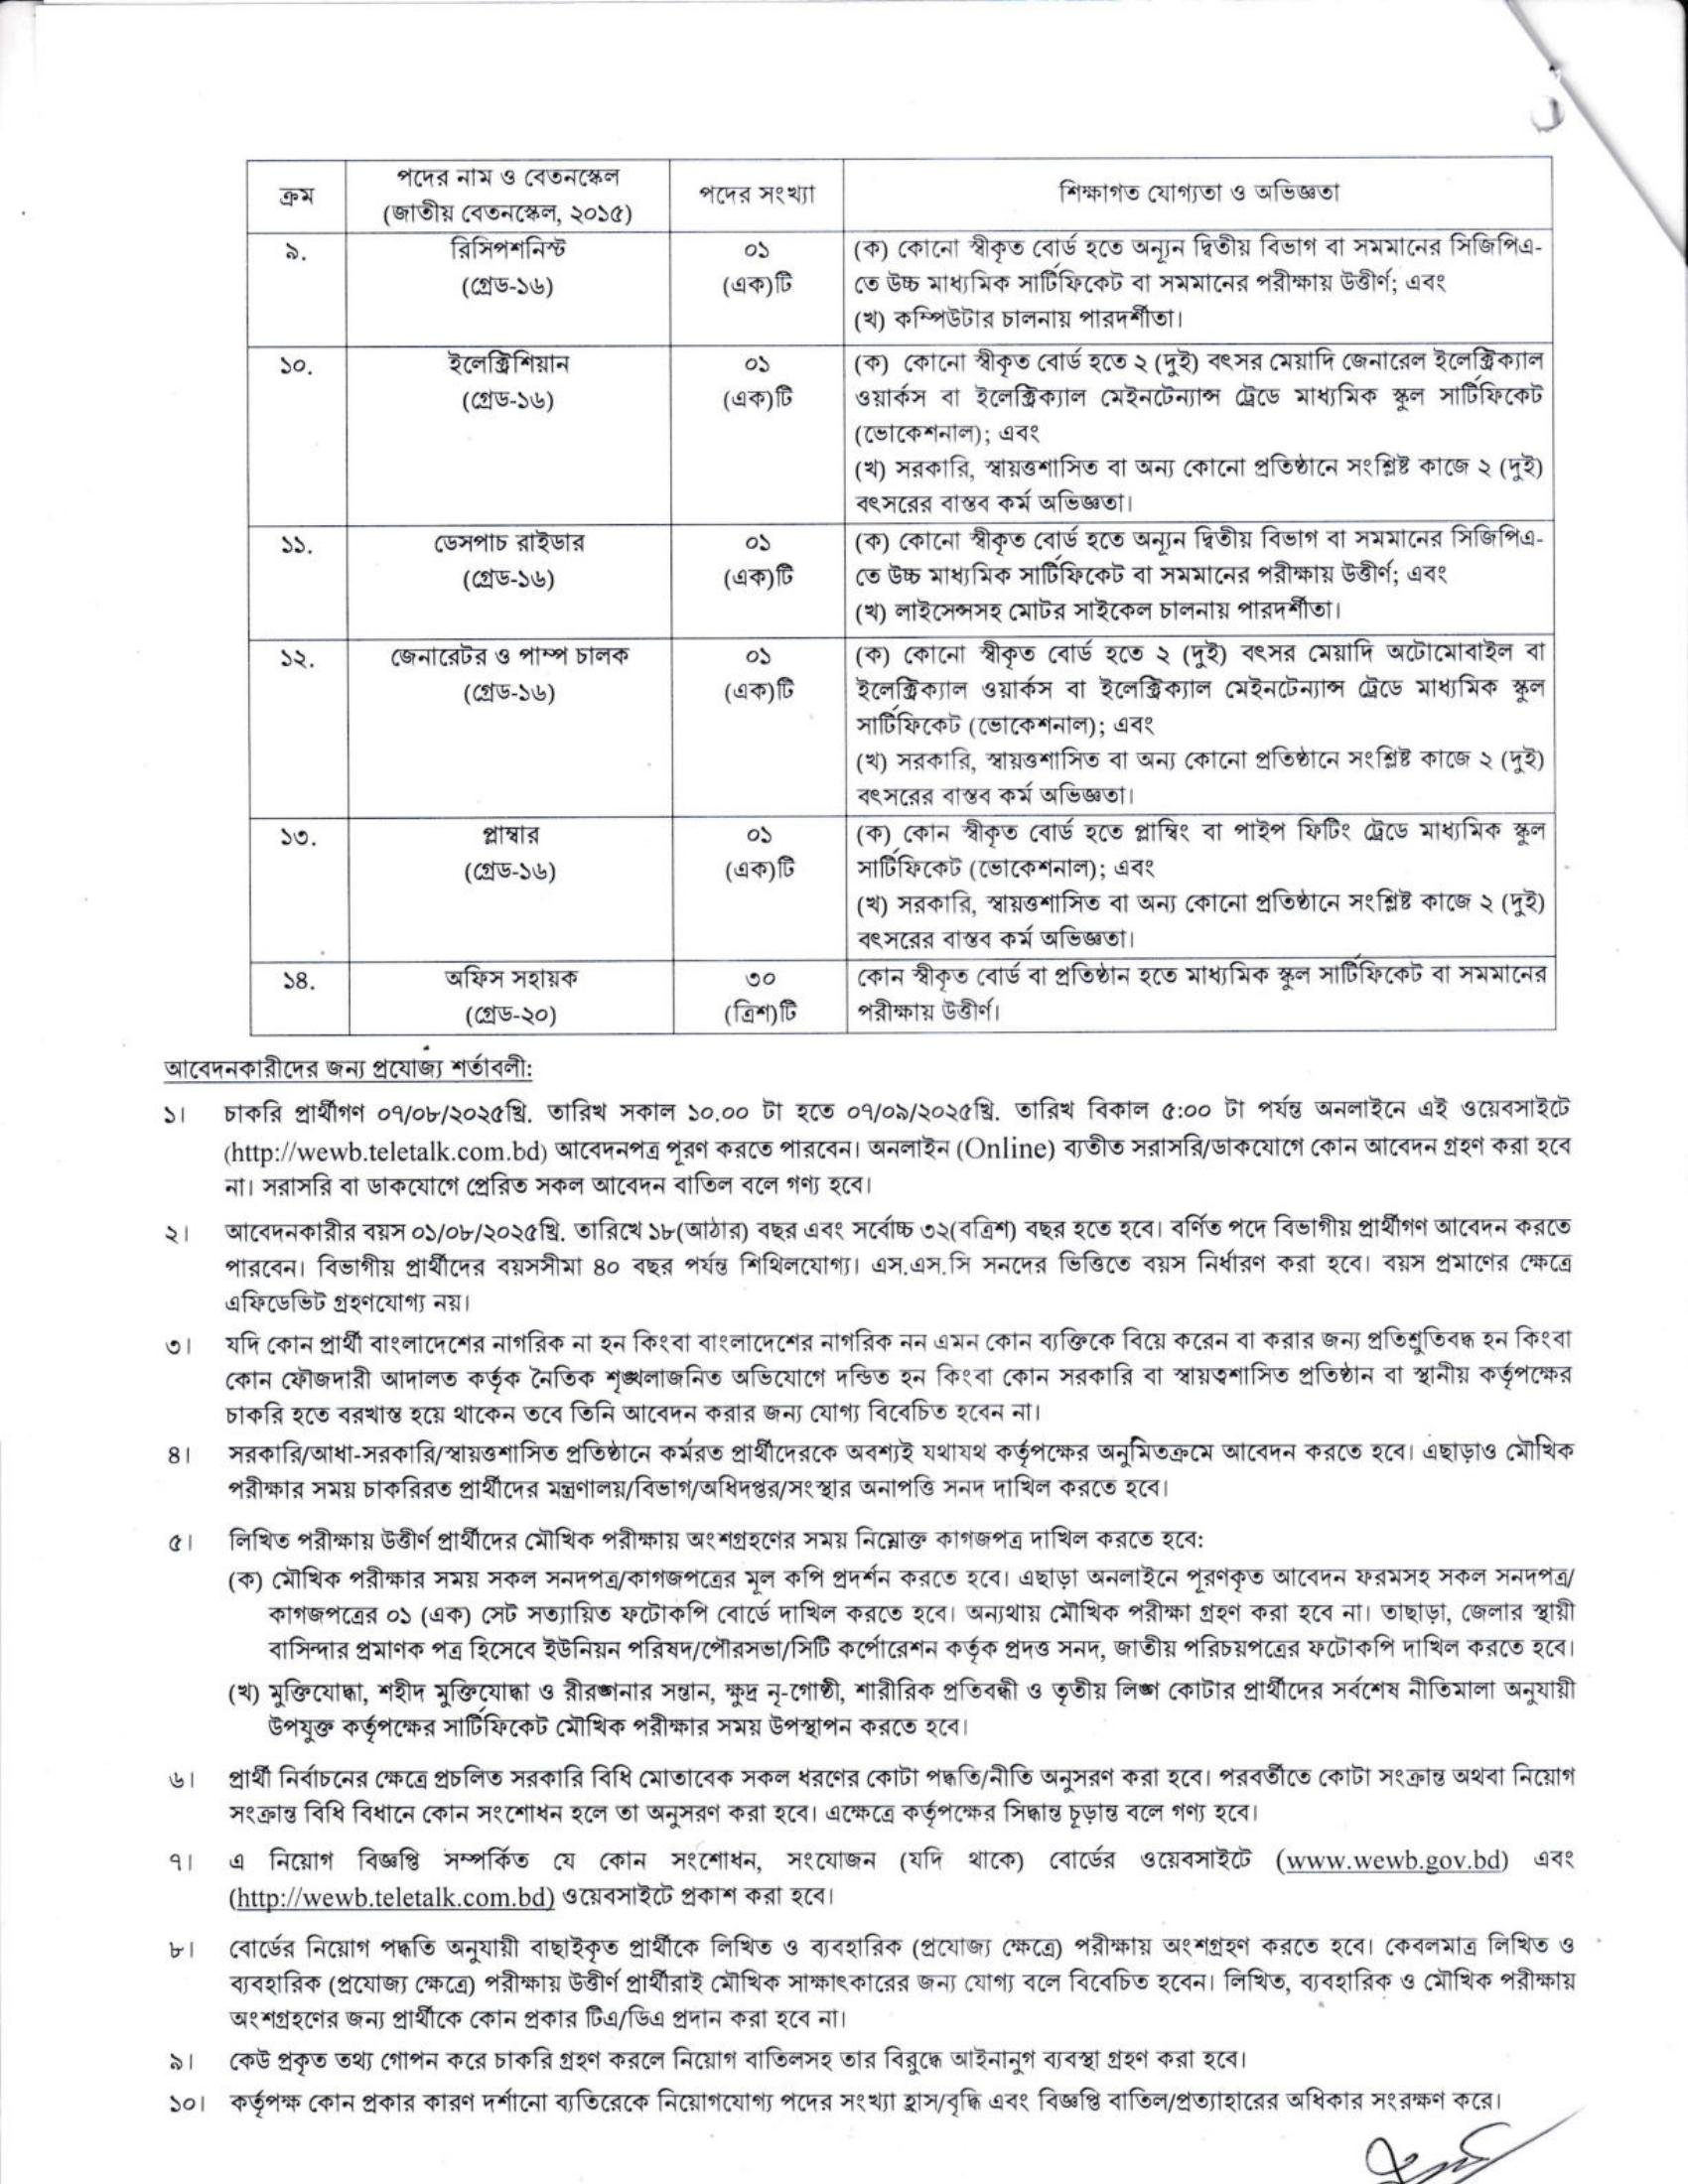 ক্রম
পদের নাম ও বেতনস্কেল
(জাতীয় বেতনস্কেল, ২০১৫)
পদের সংখ্যা
শিক্ষাগত যোগ্যতা ও অভিজ্ঞতা
৯.
রিসিপশনিস্ট
(গ্রেড-১৬)
০১
(এক)টি
(ক) কোনো স্বীকৃত বোর্ড হতে অন্যূন দ্বিতীয় বিভাগ বা সমমানের সিজিপিএ-
তে উচ্চ মাধ্যমিক সার্টিফিকেট বা সমমানের পরীক্ষায় উত্তীর্ণ; এবং
(খ) কম্পিউটার চালনায় পারদর্শীতা।
১০.
ইলেক্ট্রিশিয়ান
(গ্রেড-১৬)
০১
(এক)টি
(ক) কোনো স্বীকৃত বোর্ড হতে ২ (দুই) বৎসর মেয়াদি জেনারেল ইলেক্ট্রিক্যাল
ওয়ার্কস বা ইলেক্ট্রিক্যাল মেইনটেন্যান্স ট্রেডে মাধ্যমিক স্কুল সার্টিফিকেট
(ভোকেশনাল); এবং
(খ) সরকারি, স্বায়ত্তশাসিত বা অন্য কোনো প্রতিষ্ঠানে সংশ্লিষ্ট কাজে ২ (দুই)
বৎসরের বাস্তব কর্ম অভিজ্ঞতা।
১১.
ডেসপাচ রাইডার
(গ্রেড-১৬)
০১
(এক)টি
(ক) কোনো স্বীকৃত বোর্ড হতে অন্যূন দ্বিতীয় বিভাগ বা সমমানের সিজিপিএ-
তে উচ্চ মাধ্যমিক সার্টিফিকেট বা সমমানের পরীক্ষায় উত্তীর্ণ; এবং
(খ) লাইসেন্সসহ মোটর সাইকেল চালনায় পারদর্শীতা।
১২.
জেনারেটর ও পাম্প চালক
(গ্রেড-১৬)
০১
(এক)টি
(ক) কোনো স্বীকৃত বোর্ড হতে ২ (দুই) বৎসর মেয়াদি অটোমোবাইল বা
ইলেক্ট্রিক্যাল ওয়ার্কস বা ইলেক্ট্রিক্যাল মেইনটেন্যান্স ট্রেডে মাধ্যমিক স্কুল
সার্টিফিকেট (ভোকেশনাল); এবং
(খ) সরকারি, স্বায়ত্তশাসিত বা অন্য কোনো প্রতিষ্ঠানে সংশ্লিষ্ট কাজে ২ (দুই)
বৎসরের বাস্তব কর্ম অভিজ্ঞতা।
১৩.
প্লাম্বার
(গ্রেড-১৬)
০১
(এক)টি
(ক) কোন স্বীকৃত বোর্ড হতে প্লাম্বিং বা পাইপ ফিটিং ট্রেডে মাধ্যমিক স্কুল
সার্টিফিকেট (ভোকেশনাল); এবং
(খ) সরকারি, স্বায়ত্তশাসিত বা অন্য কোনো প্রতিষ্ঠানে সংশ্লিষ্ট কাজে ২ (দুই)
বৎসরের বাস্তব কর্ম অভিজ্ঞতা।
১৪.
অফিস সহায়ক
(গ্রেড-২০)
৩০
(ত্রিশ)টি
কোন স্বীকৃত বোর্ড বা প্রতিষ্ঠান হতে মাধ্যমিক স্কুল সার্টিফিকেট বা সমমানের
পরীক্ষায় উত্তীর্ণ।
আবেদনকারীদের জন্য প্রযোজ্য শর্তাবলী:
১। চাকরি প্রার্থীগণ ০৭/০৮/২০২৫খ্রি. তারিখ সকাল ১০.০০ টা হতে ০৭/০৯/২০২৫খ্রি. তারিখ বিকাল ৫:০০ টা পর্যন্ত অনলাইনে এই ওয়েবসাইটে
(http://wewb.teletalk.com.bd) আবেদনপত্র পূরণ করতে পারবেন। অনলাইন (Online) ব্যতীত সরাসরি/ডাকযোগে কোন আবেদন গ্রহণ করা হবে
না। সরাসরি বা ডাকযোগে প্রেরিত সকল আবেদন বাতিল বলে গণ্য হবে।
২। আবেদনকারীর বয়স ০১/০৮/২০২৫খ্রি. তারিখে ১৮(আঠার) বছর এবং সর্বোচ্চ ৩২(বত্রিশ) বছর হতে হবে। বর্ণিত পদে বিভাগীয় প্রার্থীগণ আবেদন করতে
পারবেন। বিভাগীয় প্রার্থীদের বয়সসীমা ৪০ বছর পর্যন্ত শিথিলযোগ্য। এস.এস.সি সনদের ভিত্তিতে বয়স নির্ধারণ করা হবে। বয়স প্রমাণের ক্ষেত্রে
এফিডেভিট গ্রহণযোগ্য নয়।
৩। যদি কোন প্রার্থী বাংলাদেশের নাগরিক না হন কিংবা বাংলাদেশের নাগরিক নন এমন কোন ব্যক্তিকে বিয়ে করেন বা করার জন্য প্রতিশ্রুতিবদ্ধ হন কিংবা
কোন ফৌজদারী আদালত কর্তৃক নৈতিক শৃঙ্খলাজনিত অভিযোগে দন্ডিত হন কিংবা কোন সরকারি বা স্বায়ত্বশাসিত প্রতিষ্ঠান বা স্থানীয় কর্তৃপক্ষের
চাকরি হতে বরখাস্ত হয়ে থাকেন তবে তিনি আবেদন করার জন্য যোগ্য বিবেচিত হবেন না।
৪। সরকারি/আধা-সরকারি/স্বায়ত্তশাসিত প্রতিষ্ঠানে কর্মরত প্রার্থীদেরকে অবশ্যই যথাযথ কর্তৃপক্ষের অনুমিতক্রমে আবেদন করতে হবে। এছাড়াও মৌখিক
পরীক্ষার সময় চাকরিরত প্রার্থীদের মন্ত্রণালয়/বিভাগ/অধিদপ্তর/সংস্থার অনাপত্তি সনদ দাখিল করতে হবে।
৫। লিখিত পরীক্ষায় উত্তীর্ণ প্রার্থীদের মৌখিক পরীক্ষায় অংশগ্রহণের সময় নিম্নোক্ত কাগজপত্র দাখিল করতে হবে:
(ক) মৌখিক পরীক্ষার সময় সকল সনদপত্র/কাগজপত্রের মূল কপি প্রদর্শন করতে হবে। এছাড়া অনলাইনে পূরণকৃত আবেদন ফরমসহ সকল সনদপত্র/
কাগজপত্রের ০১ (এক) সেট সত্যায়িত ফটোকপি বোর্ডে দাখিল করতে হবে। অন্যথায় মৌখিক পরীক্ষা গ্রহণ করা হবে না। তাছাড়া, জেলার স্থায়ী
বাসিন্দার প্রমাণক পত্র হিসেবে ইউনিয়ন পরিষদ/পৌরসভা/সিটি কর্পোরেশন কর্তৃক প্রদত্ত সনদ, জাতীয় পরিচয়পত্রের ফটোকপি দাখিল করতে হবে।
(খ) মুক্তিযোদ্ধা, শহীদ মুক্তিযোদ্ধা ও রীরঙ্গনার সন্তান, ক্ষুদ্র নৃ-গোষ্ঠী, শারীরিক প্রতিবন্ধী ও তৃতীয় লিঙ্গ কোটার প্রার্থীদের সর্বশেষ নীতিমালা অনুযায়ী
উপযুক্ত কর্তৃপক্ষের সার্টিফিকেট মৌখিক পরীক্ষার সময় উপস্থাপন করতে হবে।
৬। প্রার্থী নির্বাচনের ক্ষেত্রে প্রচলিত সরকারি বিধি মোতাবেক সকল ধরণের কোটা পদ্ধতি/নীতি অনুসরণ করা হবে। পরবর্তীতে কোটা সংক্রান্ত অথবা নিয়োগ
সংক্রান্ত বিধি বিধানে কোন সংশোধন হলে তা অনুসরণ করা হবে। এক্ষেত্রে কর্তৃপক্ষের সিদ্ধান্ত চূড়ান্ত বলে গণ্য হবে।
৭। এ নিয়োগ বিজ্ঞপ্তি সম্পর্কিত যে কোন সংশোধন, সংযোজন (যদি থাকে) বোর্ডের ওয়েবসাইটে (www.wewb.gov.bd) এবং
(http://wewb.teletalk.com.bd) ওয়েবসাইটে প্রকাশ করা হবে।
৮। বোর্ডের নিয়োগ পদ্ধতি অনুযায়ী বাছাইকৃত প্রার্থীকে লিখিত ও ব্যবহারিক (প্রযোজ্য ক্ষেত্রে) পরীক্ষায় অংশগ্রহণ করতে হবে। কেবলমাত্র লিখিত ও
ব্যবহারিক (প্রযোজ্য ক্ষেত্রে) পরীক্ষায় উত্তীর্ণ প্রার্থীরাই মৌখিক সাক্ষাৎকারের জন্য যোগ্য বলে বিবেচিত হবেন। লিখিত, ব্যবহারিক ও মৌখিক পরীক্ষায়
অংশগ্রহণের জন্য প্রার্থীকে কোন প্রকার টিএ/ডিএ প্রদান করা হবে না।
৯। কেউ প্রকৃত তথ্য গোপন করে চাকরি গ্রহণ করলে নিয়োগ বাতিলসহ তার বিরুদ্ধে আইনানুগ ব্যবস্থা গ্রহণ করা হবে।
১০। কর্তৃপক্ষ কোন প্রকার কারণ দর্শানো ব্যতিরেকে নিয়োগযোগ্য পদের সংখ্যা হ্রাস/বৃদ্ধি এবং বিজ্ঞপ্তি বাতিল/প্রত্যাহারের অধিকার সংরক্ষণ করে।